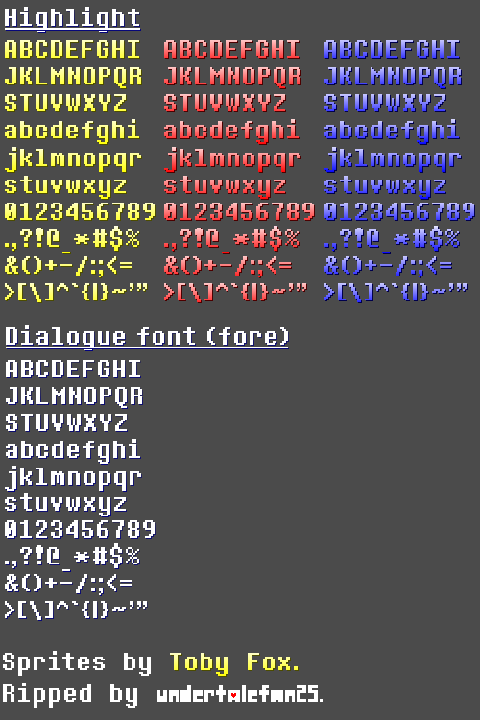 Highlight
ABCDEFGHI ABCDEFGHI ABCDEFGHI
JKLMNOPQR JKLMNOPQR JKLMNOPQR
STUVWXYZ STUVWXYZ STUVWXYZ
abcdefghi abcdefghi abcdefghi
jklmnopqr jklmnopqr jklmnopqr
stuvwxyz stuvwxyz stuvwxyz
0123456789 0123456789 0123456789
.,?!@_*#$% .,?!@_*#$% .,?!@_*#$%
&()+-/:;<= &()+-/:;<= &()+-/:;<=
>[\]^`{|}~'" >[\]^`{|}~'" >[\]^`{|}~'"
Dialogue font (fore)
ABCDEFGHI
JKLMNOPQR
STUVWXYZ
abcdefghi
jklmnopqr
stuvwxyz
0123456789
.,?!@_*#$%
&()+-/:;<=
>[\]^`{|}~'"
Sprites by Toby Fox.
Ripped by undertalefan25.